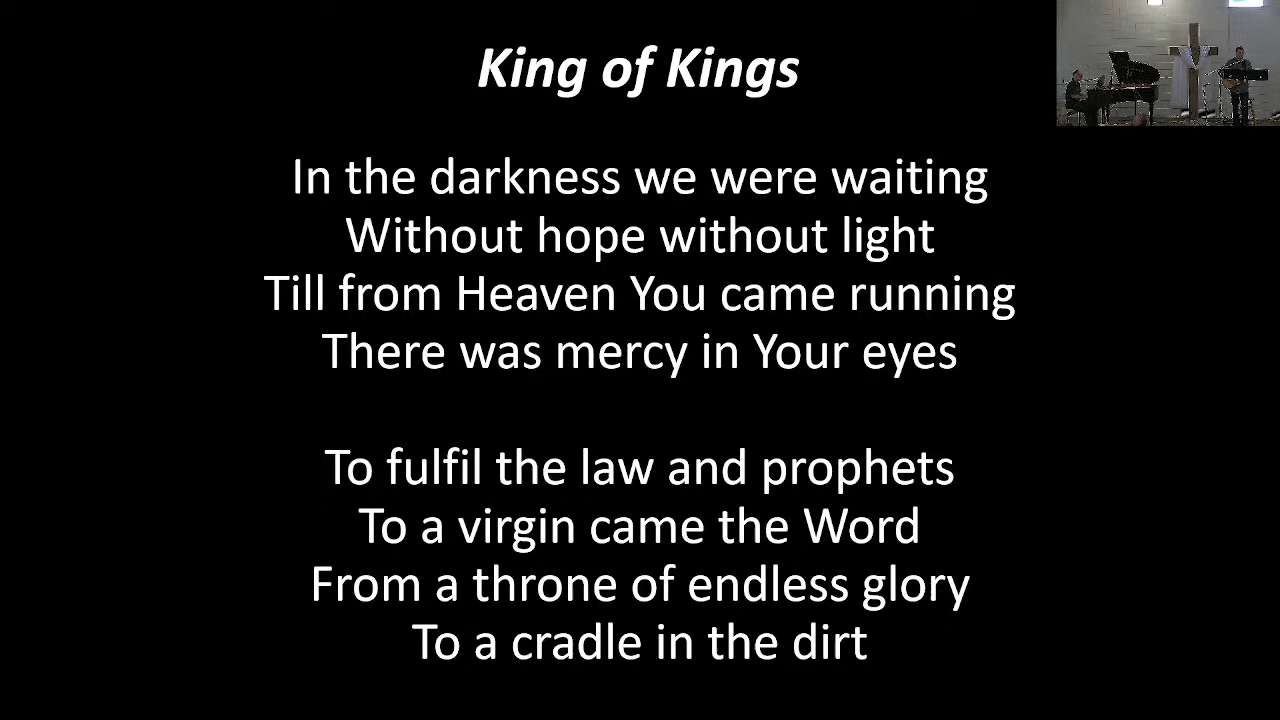 King of Kings
In the darkness we were waiting
Without hope without light
Till from Heaven You came running
There was mercy in Your eyes
To fulfil the law and prophets
To a virgin came the Word
From a throne of endless glory
To a cradle in the dirt